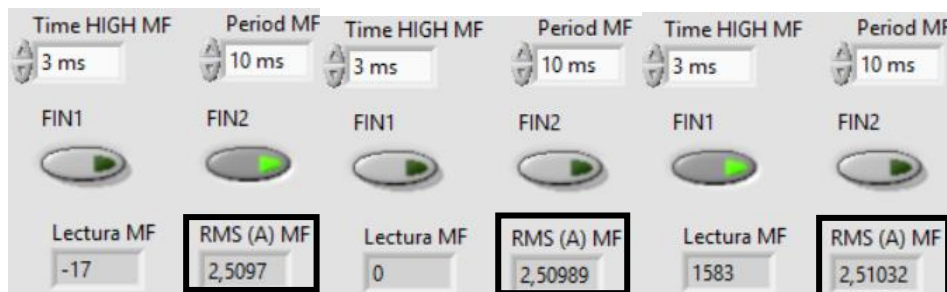 Time HIGH MF Period MF Time HIGH MF Period MF Time HIGH MF Period MF
3 ms 10 ms 3 ms 10 ms 3 ms 10 ms
FIN1 FIN2 FIN1 FIN2 FIN1 FIN2
Lectura MF RMS (A) MF Lectura MF RMS (A) MF Lectura MF RMS (A) MF
-17 2,5097 0 2,50989 1583 2,51032